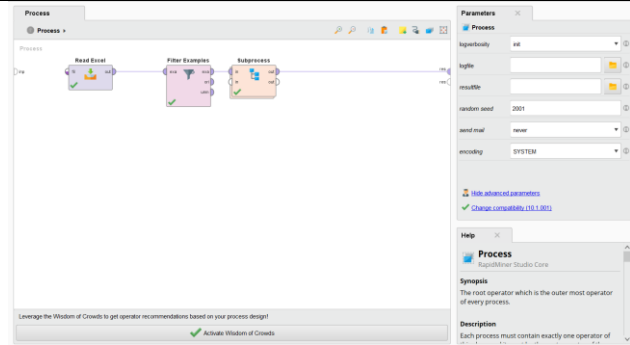 Process
Process
Process
Read Excel
Filter Examples
Subprocess
inp
fil
out
exa
exa
ori
unm
in
out
in
out
res
res
Leverage the Wisdom of Crowds to get operator recommendations based on your process design!
Activate Wisdom of Crowds
Parameters
Process
logverbosity
init
logfile
resultfile
random seed
2001
send mail
never
encoding
SYSTEM
Hide advanced parameters
Change compatibility (10.1.001)
Help
Process
RapidMiner Studio Core
Synopsis
The root operator which is the outer most operator
of every process.
Description
Each process must contain exactly one operator of